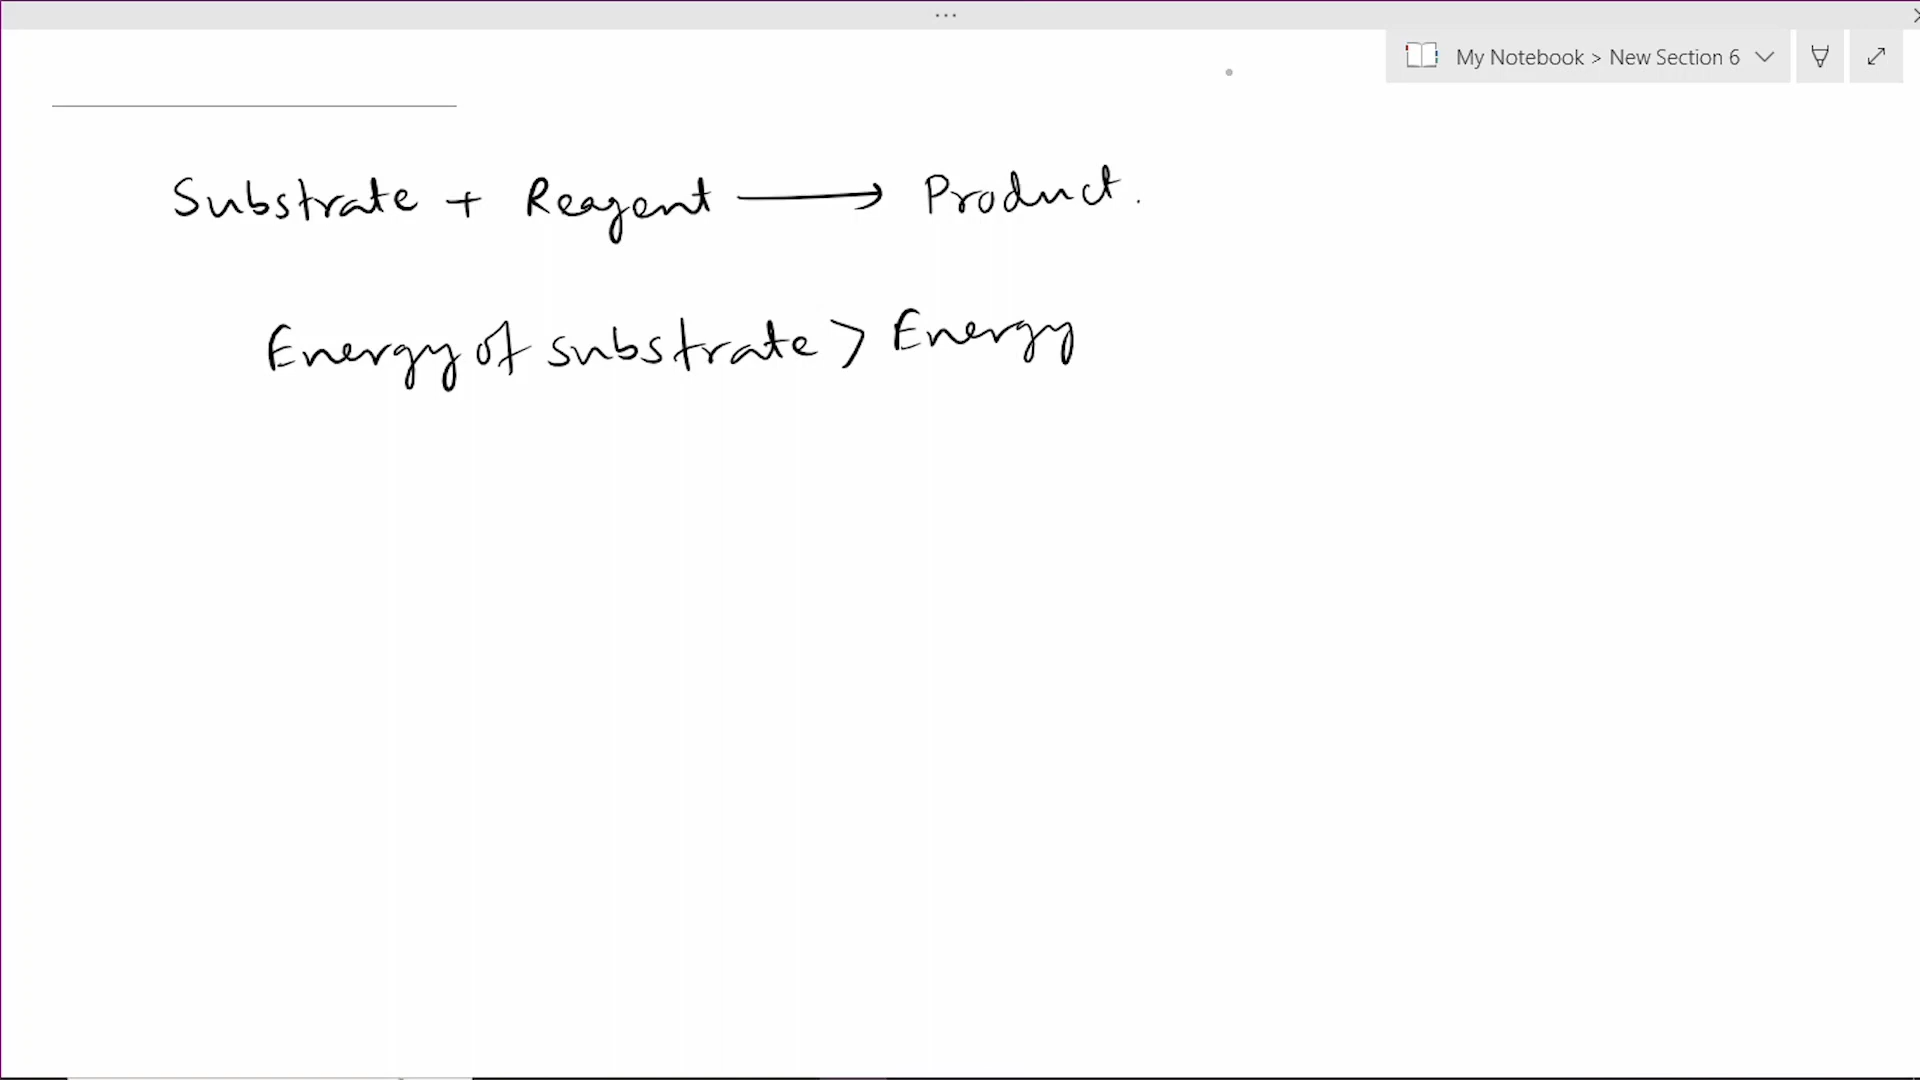 ...
My Notebook > New Section 6
Substrate + Reagent ⟶ Product.
Energy of substrate > Energy